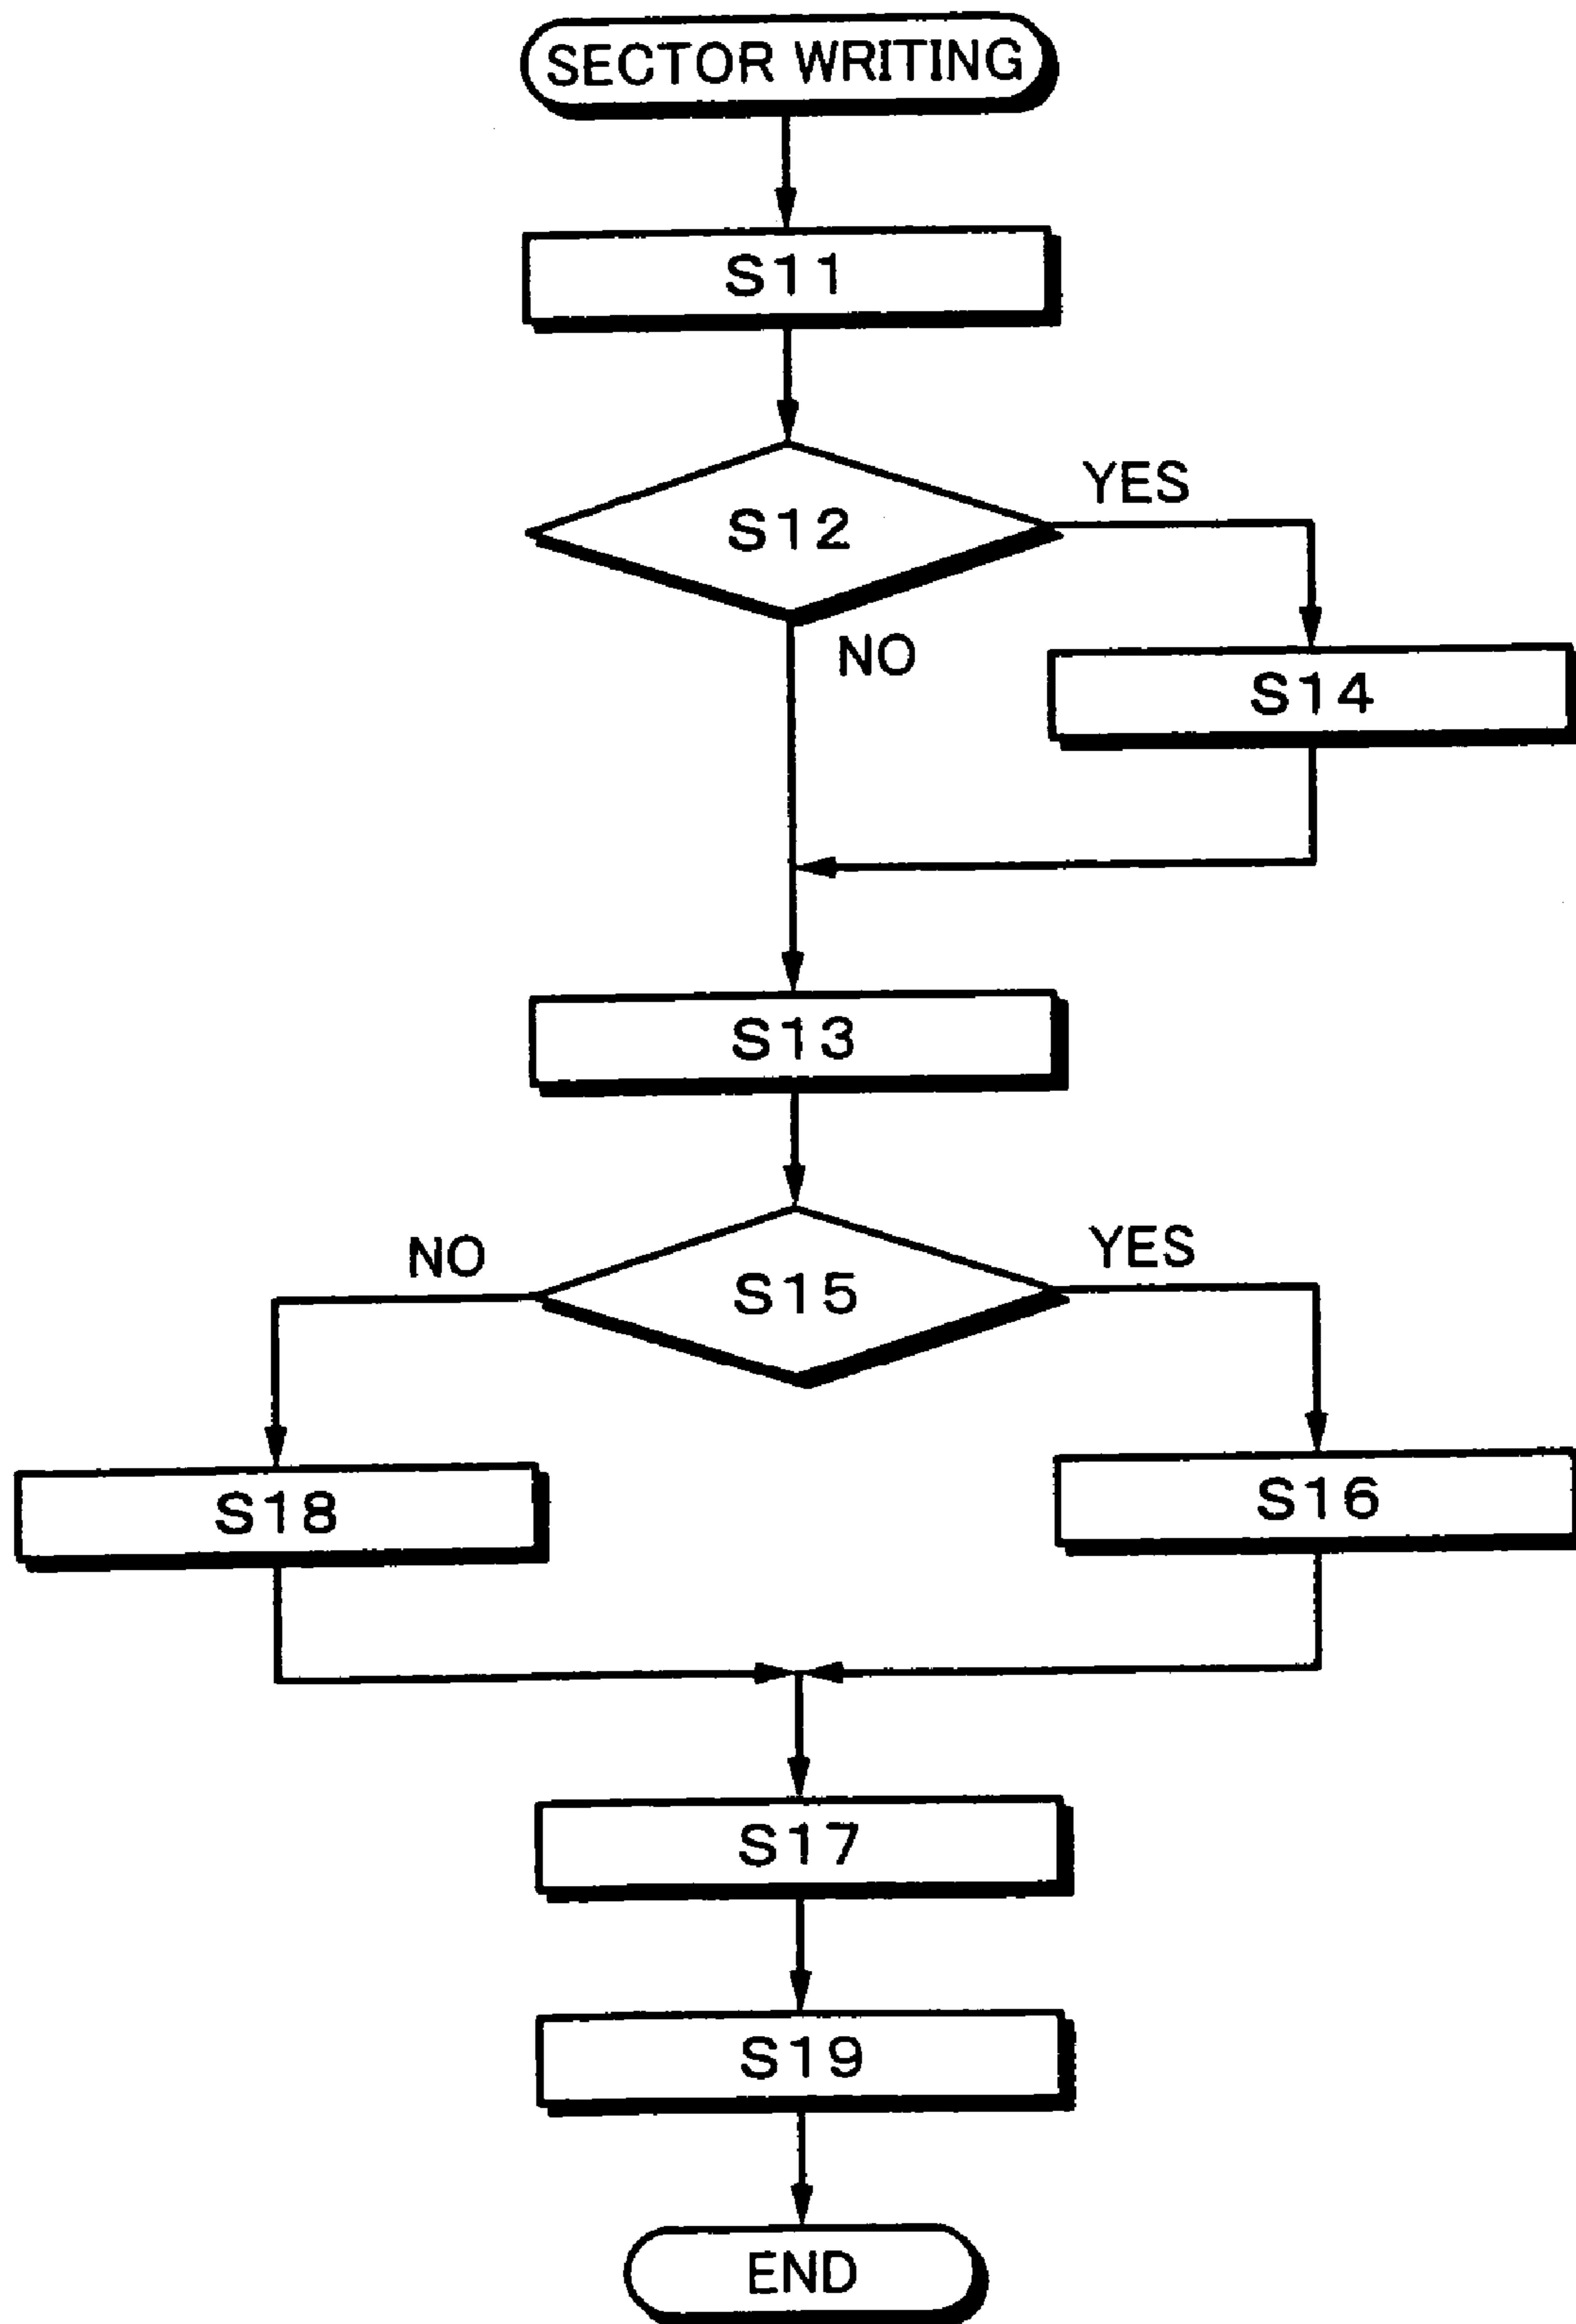 SECTOR WRITING
S11
S12
YES
NO
S14
S13
NO
S15
YES
S18
S16
S17
S19
END